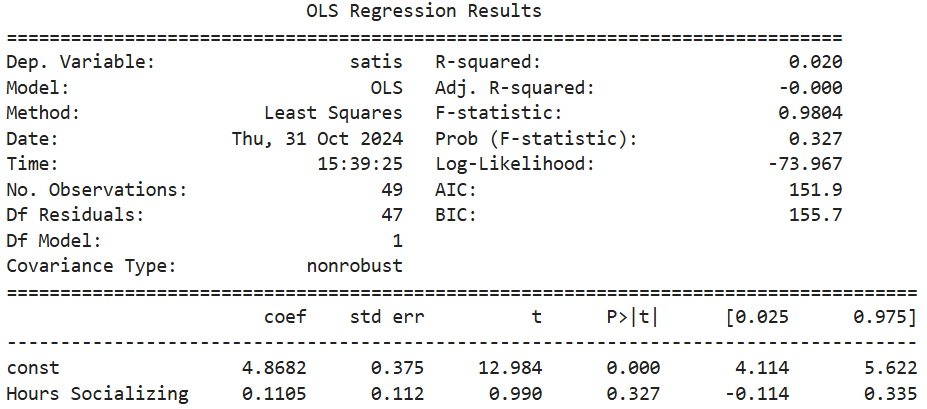 OLS Regression Results
==============================================================================
Dep. Variable: satis R-squared: 0.020
Model: OLS Adj. R-squared: -0.000
Method: Least Squares F-statistic: 0.9804
Date: Thu, 31 Oct 2024 Prob (F-statistic): 0.327
Time: 15:39:25 Log-Likelihood: -73.967
No. Observations: 49 AIC: 151.9
Df Residuals: 47 BIC: 155.7
Df Model: 1
Covariance Type: nonrobust
=====================================================================================
coef std err t P>|t| [0.025 0.975]
-------------------------------------------------------------------------------------
const 4.8682 0.375 12.984 0.000 4.114 5.622
Hours Socializing 0.1105 0.112 0.990 0.327 -0.114 0.335